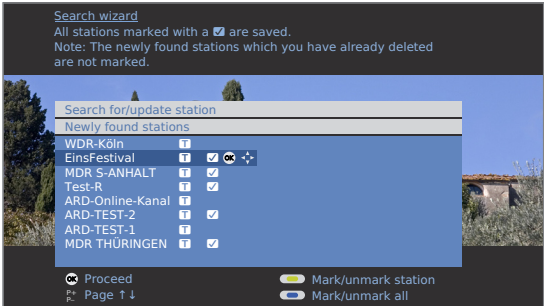 Search wizard
All stations marked with a ☑ are saved.
Note: The newly found stations which you have already deleted
are not marked.
Search for/update station
Newly found stations
WDR-Köln T
EinsFestival T ☑ OK
MDR S-ANHALT T ☑
Test-R T ☑
ARD-Online-Kanal T
ARD-TEST-2 T ☑
ARD-TEST-1 T
MDR THÜRINGEN T ☑
OK Proceed
Mark/unmark station
P+ P– Page ↑↓
Mark/unmark all